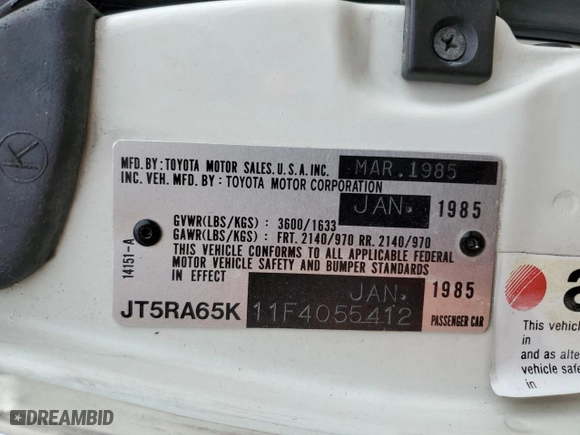 K
MFD. BY: TOYOTA MOTOR SALES. U.S.A. INC. MAR. 1985
INC. VEH. MFD. BY: TOYOTA MOTOR CORPORATION
JAN. 1985
GVWR(LBS/KGS) : 3600/1633
GAWR(LBS/KGS) : FRT. 2140/970 RR. 2140/970
THIS VEHICLE CONFORMS TO ALL APPLICABLE FEDERAL
MOTOR VEHICLE SAFETY AND BUMPER STANDARDS
IN EFFECT JAN. 1985
JT5RA65K 11F4055412 PASSENGER CAR
14151-A
a
This vehicl
in
and as alte
vehicle safe
in
DREAMBID